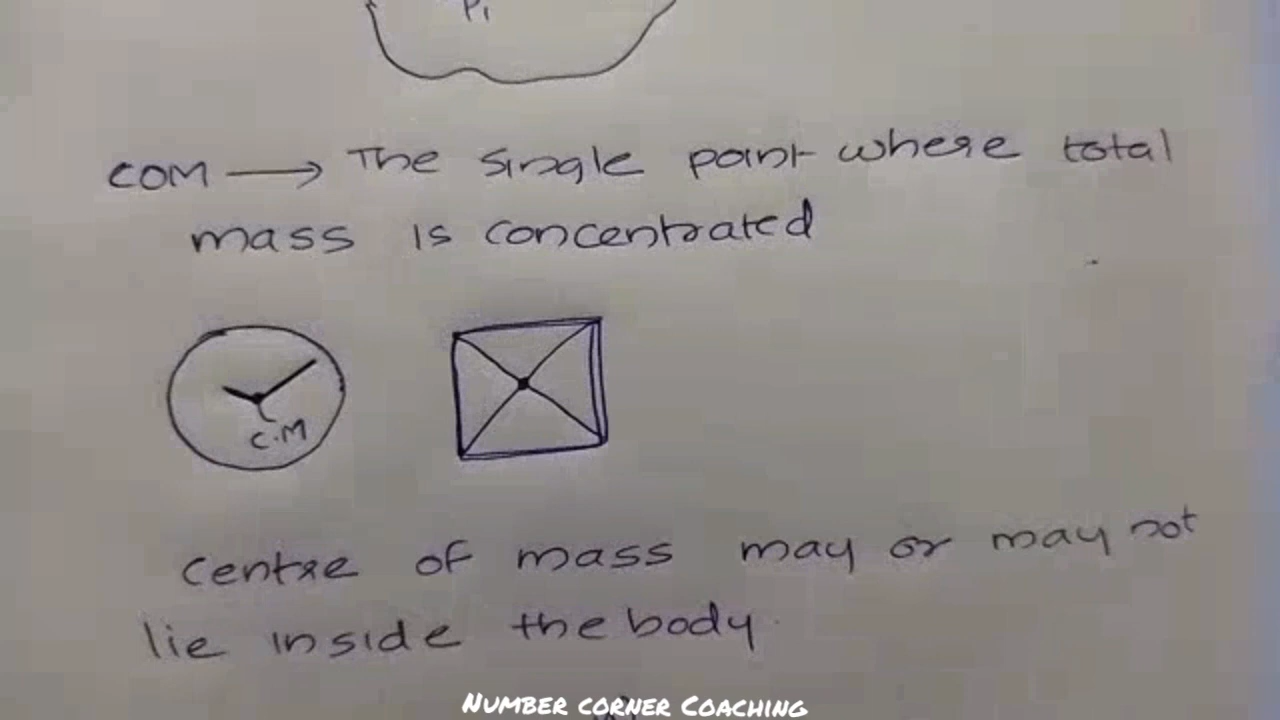 P1
COM → The single point where total
mass is concentrated
C.M
centre of mass may or may not
lie inside the body.
NUMBER CORNER COACHING